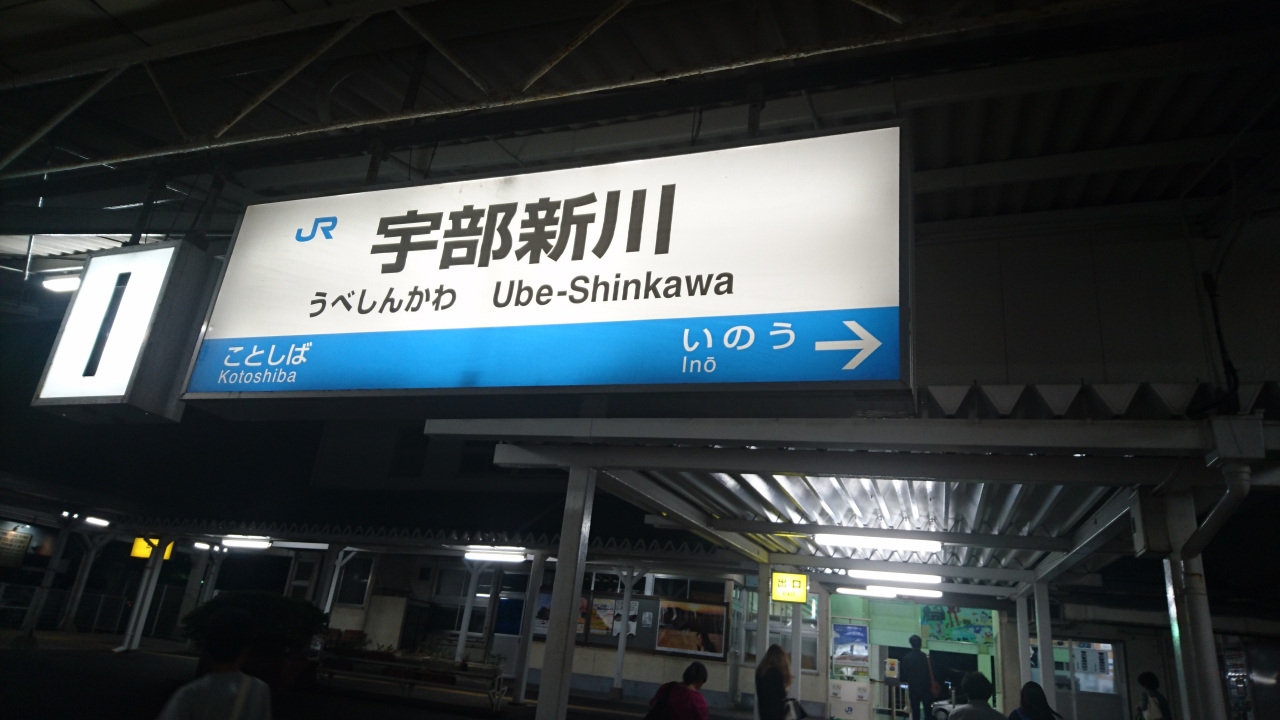 1
JR
宇部新川
うべしんかわ Ube-Shinkawa
ことしば
Kotoshiba
いのう →
Inō
出口